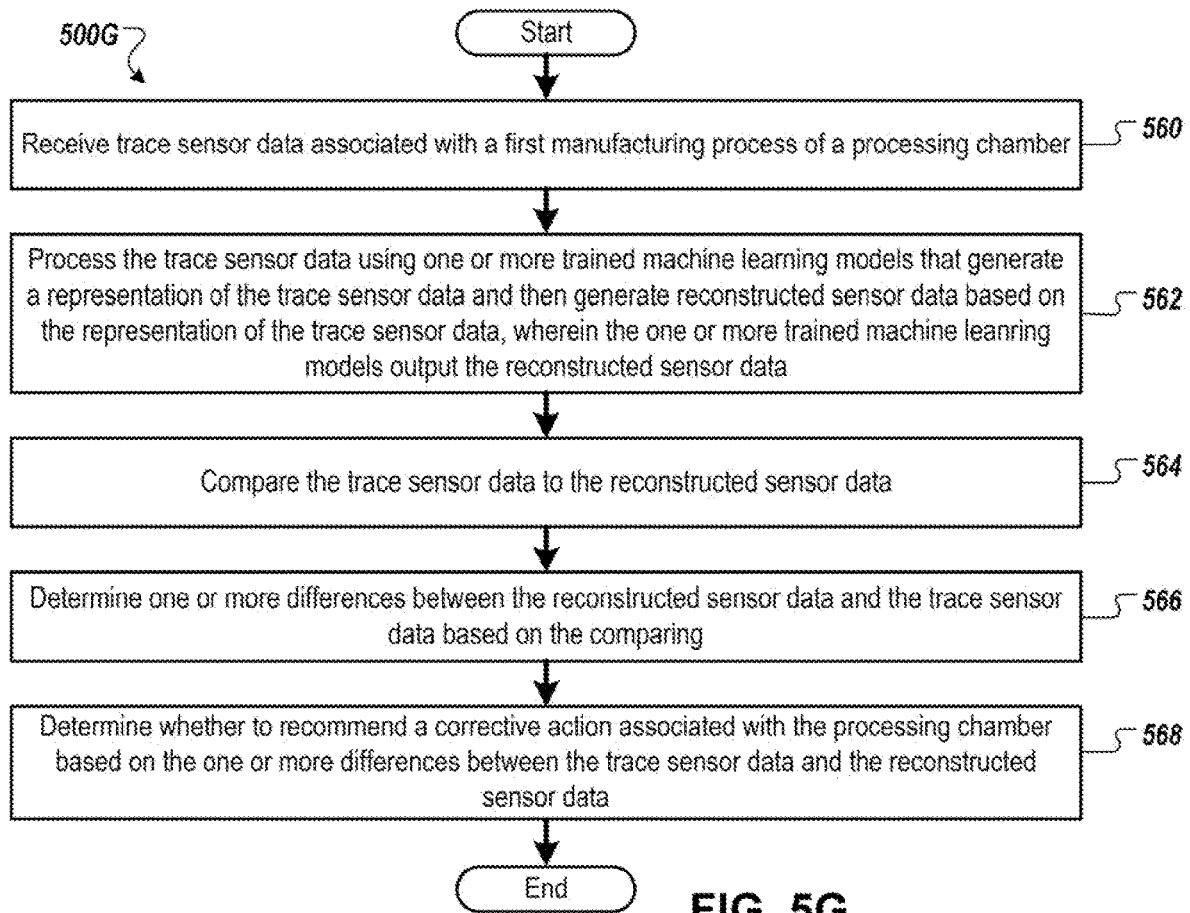 500G
Start
Receive trace sensor data associated with a first manufacturing process of a processing chamber
560
Process the trace sensor data using one or more trained machine learning models that generate
a representation of the trace sensor data and then generate reconstructed sensor data based on
the representation of the trace sensor data, wherein the one or more trained machine leanring
models output the reconstructed sensor data
562
Compare the trace sensor data to the reconstructed sensor data
564
Determine one or more differences between the reconstructed sensor data and the trace sensor
data based on the comparing
566
Determine whether to recommend a corrective action associated with the processing chamber
based on the one or more differences between the trace sensor data and the reconstructed
sensor data
568
End
FIG. 5G